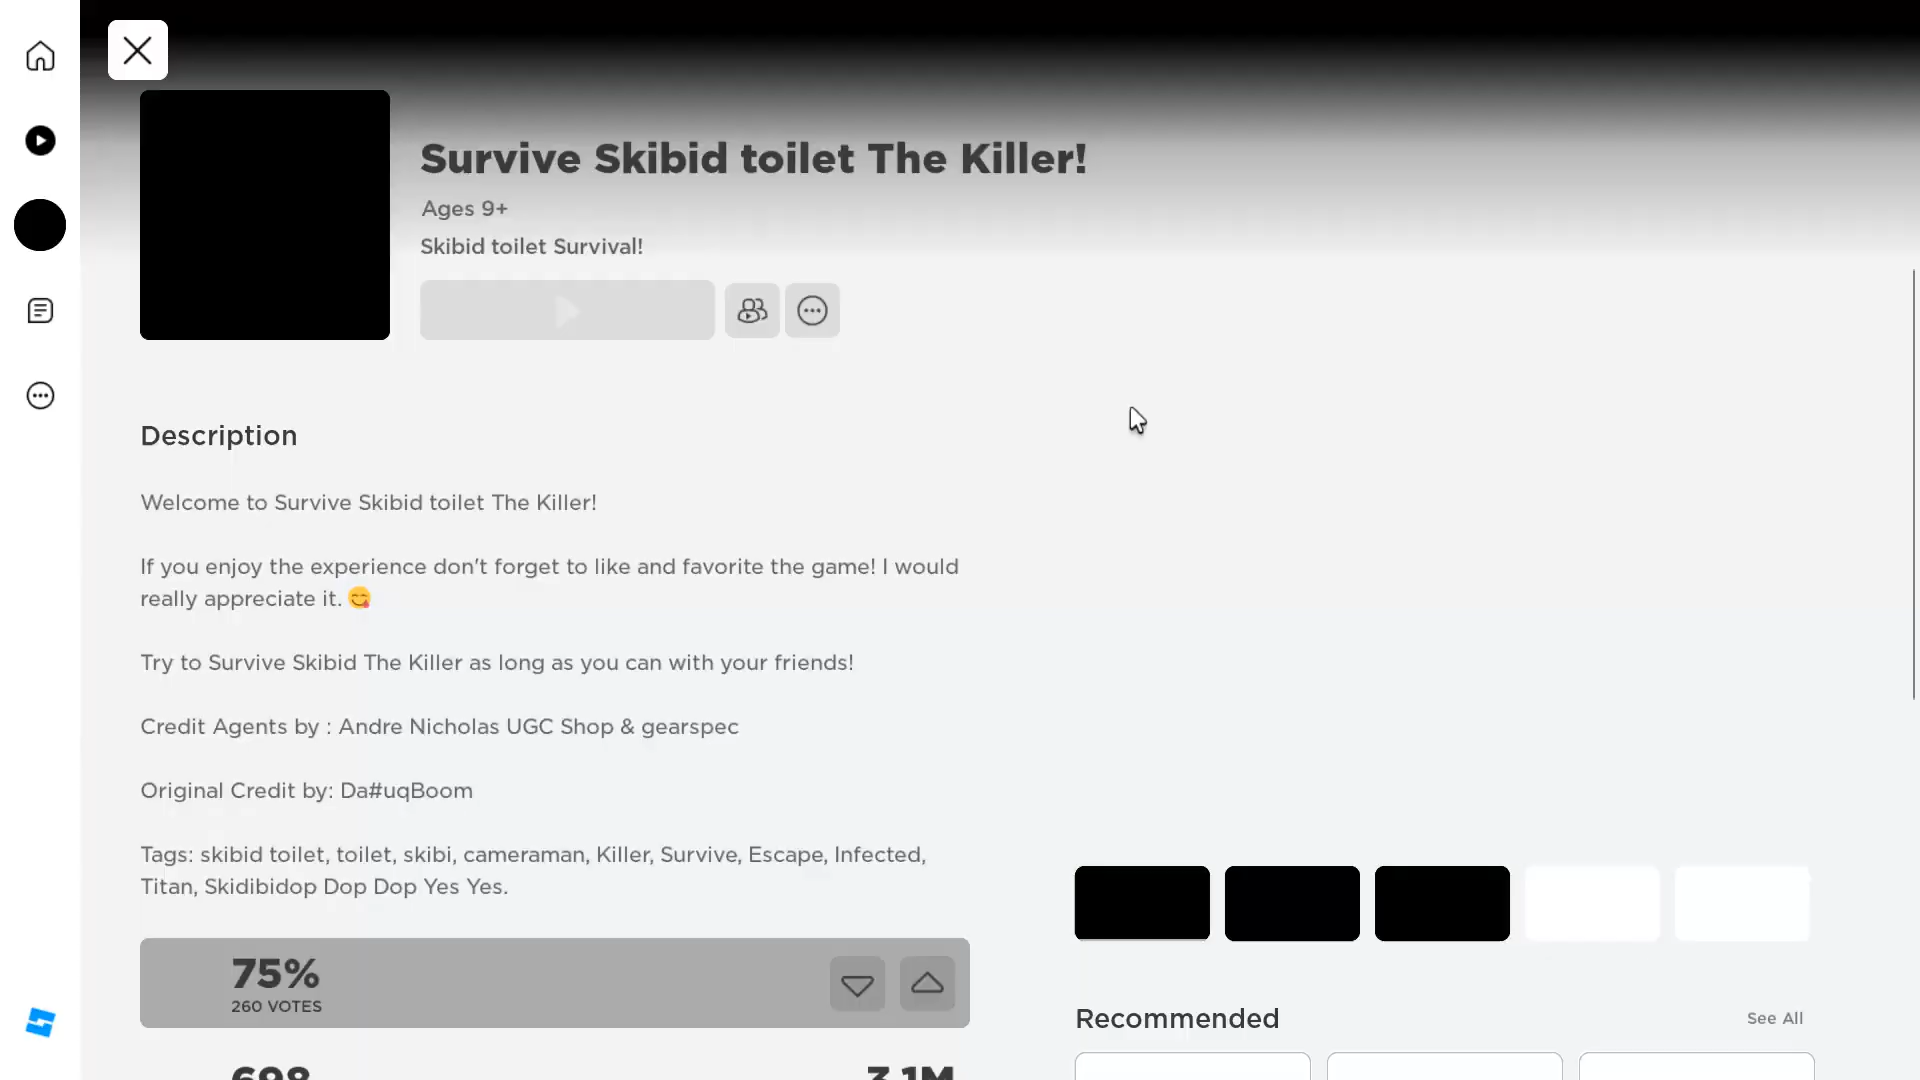 Survive Skibid toilet The Killer!
Ages 9+
Skibid toilet Survival!
Description
Welcome to Survive Skibid toilet The Killer!
If you enjoy the experience don't forget to like and favorite the game! I would
really appreciate it. 😋
Try to Survive Skibid The Killer as long as you can with your friends!
Credit Agents by : Andre Nicholas UGC Shop & gearspec
Original Credit by: Da#uqBoom
Tags: skibid toilet, toilet, skibi, cameraman, Killer, Survive, Escape, Infected,
Titan, Skidibidop Dop Dop Yes Yes.
75%
260 VOTES
698
3.1M
Recommended
See All